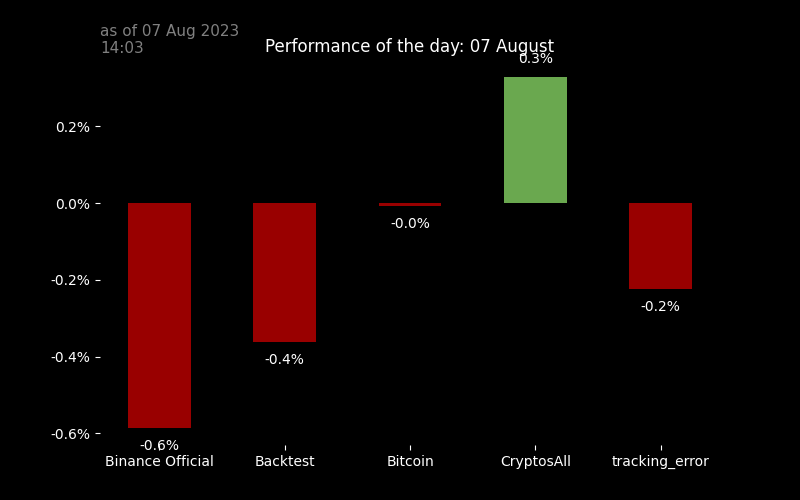 as of 07 Aug 2023
14:03
Performance of the day: 07 August
0.3%
0.2%
0.0%
-0.0%
-0.2%
-0.2%
-0.4%
-0.4%
-0.6%
-0.6%
Binance Official
Backtest
Bitcoin
CryptosAll
tracking_error